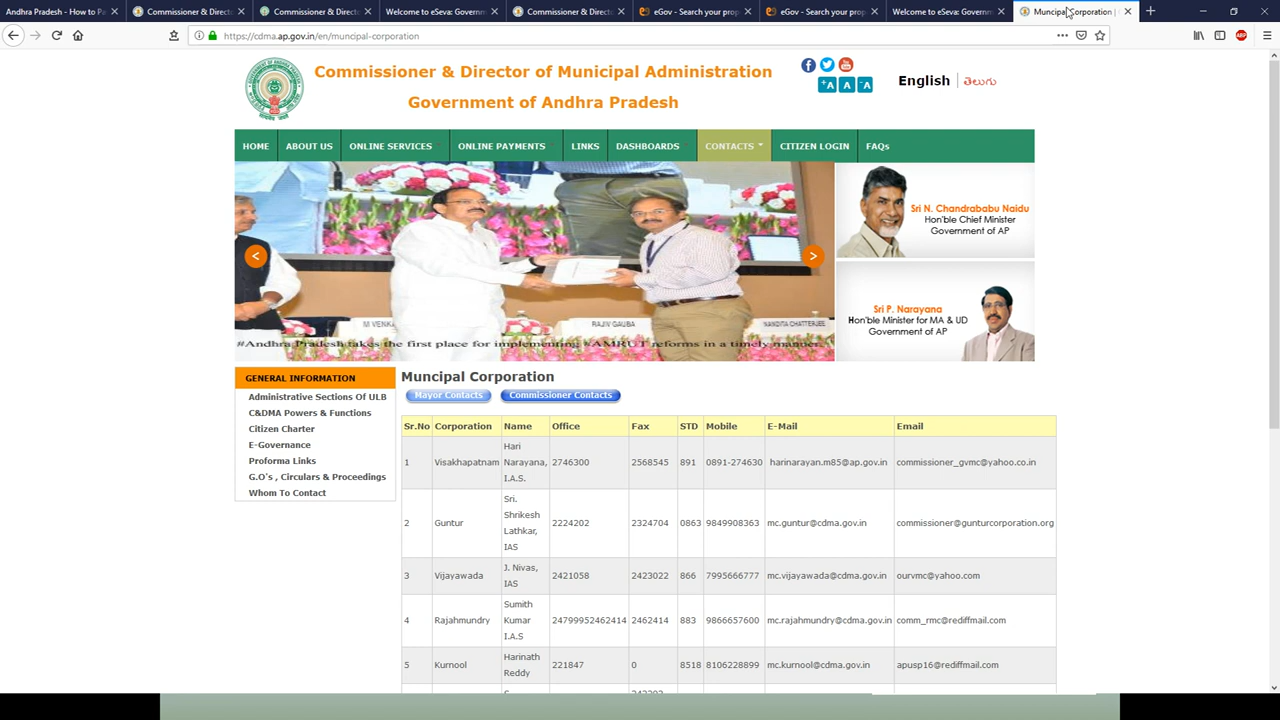 Andhra Pradesh - How to Pa
Commissioner & Directo
Commissioner & Directo
Welcome to eSeva: Governm
Commissioner & Directo
eGov - Search your prop
eGov - Search your prop
Welcome to eSeva: Governm
Muncipal Corporation |
https://cdma.ap.gov.in/en/muncipal-corporation
Commissioner & Director of Municipal Administration
Government of Andhra Pradesh
+A A -A
English తెలుగు
HOME ABOUT US ONLINE SERVICES ONLINE PAYMENTS LINKS DASHBOARDS CONTACTS CITIZEN LOGIN FAQs
< >
M VENKA RAJIV GAUBA NANDITA CHATTERJEE
#Andhra Pradesh takes the first place for implementing #AMRUT reforms in a timely manner.
Sri N. Chandrababu Naidu
Hon'ble Chief Minister
Government of AP
Sri P. Narayana
Hon'ble Minister for MA & UD
Government of AP
GENERAL INFORMATION
Administrative Sections Of ULB
C&DMA Powers & Functions
Citizen Charter
E-Governance
Proforma Links
G.O's , Circulars & Proceedings
Whom To Contact
Muncipal Corporation
Mayor Contacts Commissioner Contacts
Sr.No Corporation Name Office Fax STD Mobile E-Mail Email
1 Visakhapatnam Hari Narayana, I.A.S. 2746300 2568545 891 0891-274630 harinarayan.m85@ap.gov.in commissioner_gvmc@yahoo.co.in
2 Guntur Sri. Shrikesh Lathkar, IAS 2224202 2324704 0863 9849908363 mc.guntur@cdma.gov.in commissioner@gunturcorporation.org
3 Vijayawada J. Nivas, IAS 2421058 2423022 866 7995666777 mc.vijayawada@cdma.gov.in ourvmc@yahoo.com
4 Rajahmundry Sumith Kumar I.A.S 24799952462414 2462414 883 9866657600 mc.rajahmundry@cdma.gov.in comm_rmc@rediffmail.com
5 Kurnool Harinath Reddy 221847 0 8518 8106228899 mc.kurnool@cdma.gov.in apusp16@rediffmail.com